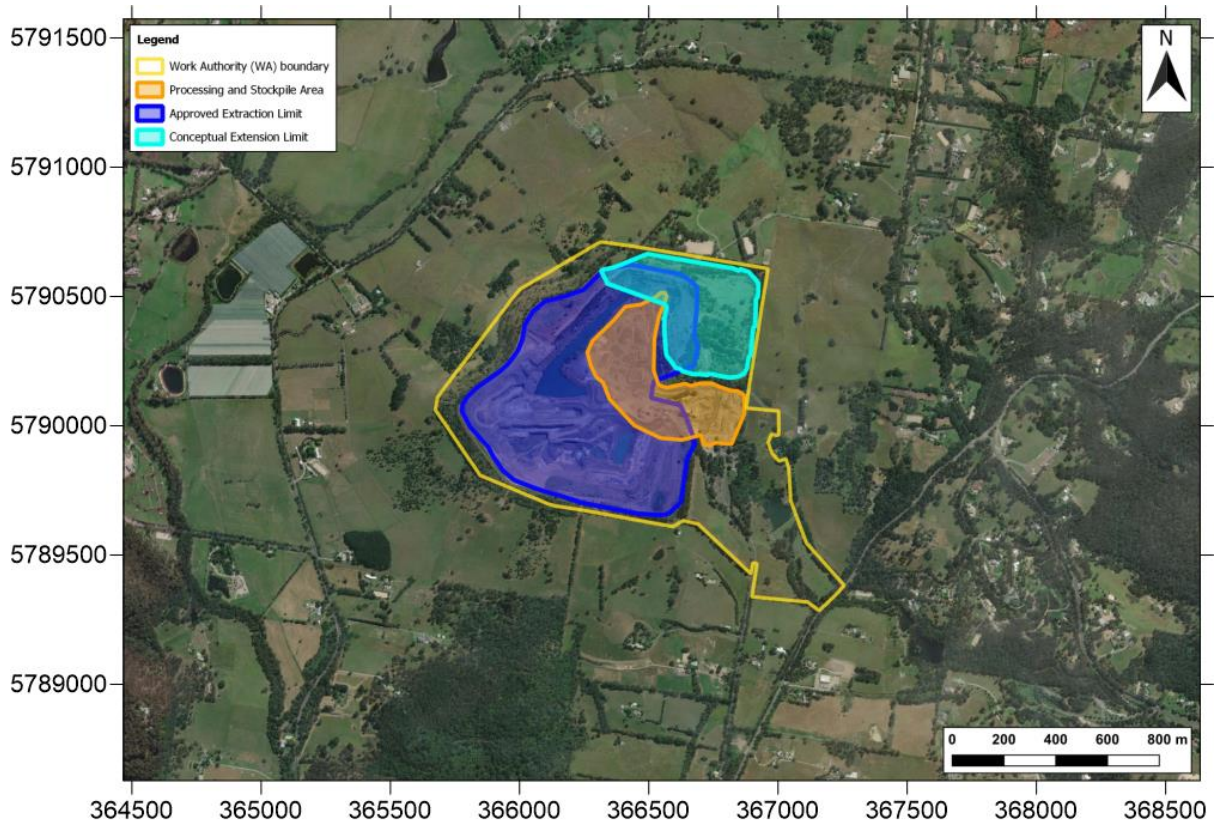 5791500
5791000
5790500
5790000
5789500
5789000
Legend
Work Authority (WA) boundary
Processing and Stockpile Area
Approved Extraction Limit
Conceptual Extension Limit
N
0 200 400 600 800 m
364500 365000 365500 366000 366500 367000 367500 368000 368500